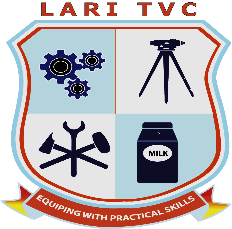 LARI TVC
MILK
EQUIPING WITH PRACTICAL SKILLS